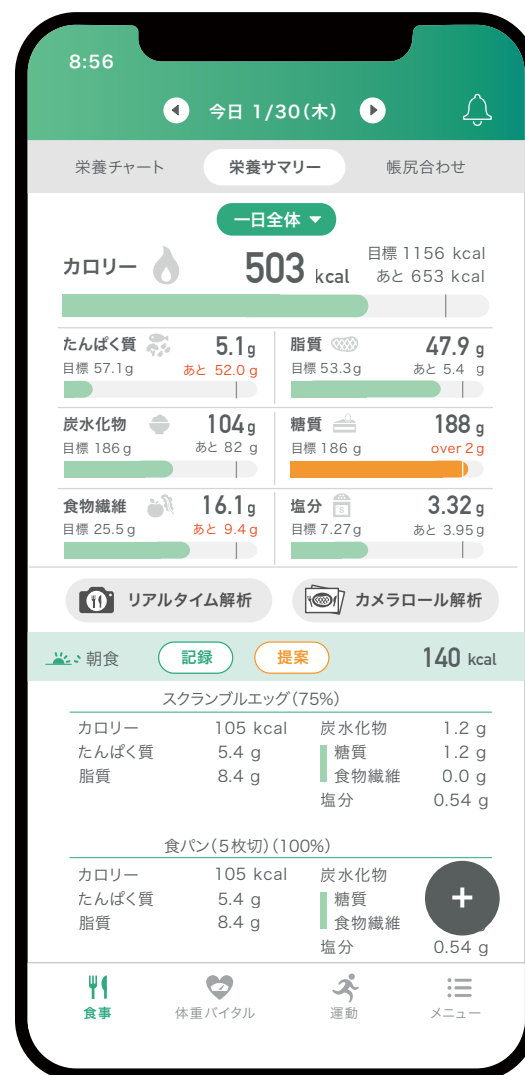 8:56
今日 1/30(木)
栄養チャート 栄養サマリー 帳尻合わせ
一日全体
カロリー 503 kcal 目標 1156 kcal
あと 653 kcal
たんぱく質 5.1g 脂質 47.9 g
目標 57.1g あと 52.0 g 目標 53.3g あと 5.4 g
炭水化物 104g 糖質 188 g
目標 186g あと 82 g 目標 186 g over 2g
食物繊維 16.1g 塩分 3.32 g
目標 25.5g あと 9.4g 目標 7.27g あと 3.95g
リアルタイム解析 カメラロール解析
朝食 記録 提案 140 kcal
スクランブルエッグ(75%)
カロリー 105 kcal 炭水化物 1.2 g
たんぱく質 5.4 g 糖質 1.2 g
脂質 8.4 g 食物繊維 0.0 g
塩分 0.54 g
食パン(5枚切)(100%)
カロリー 105 kcal 炭水化物
たんぱく質 5.4 g 糖質
脂質 8.4 g 食物繊維
塩分 0.54 g
+
食事 体重バイタル 運動 メニュー